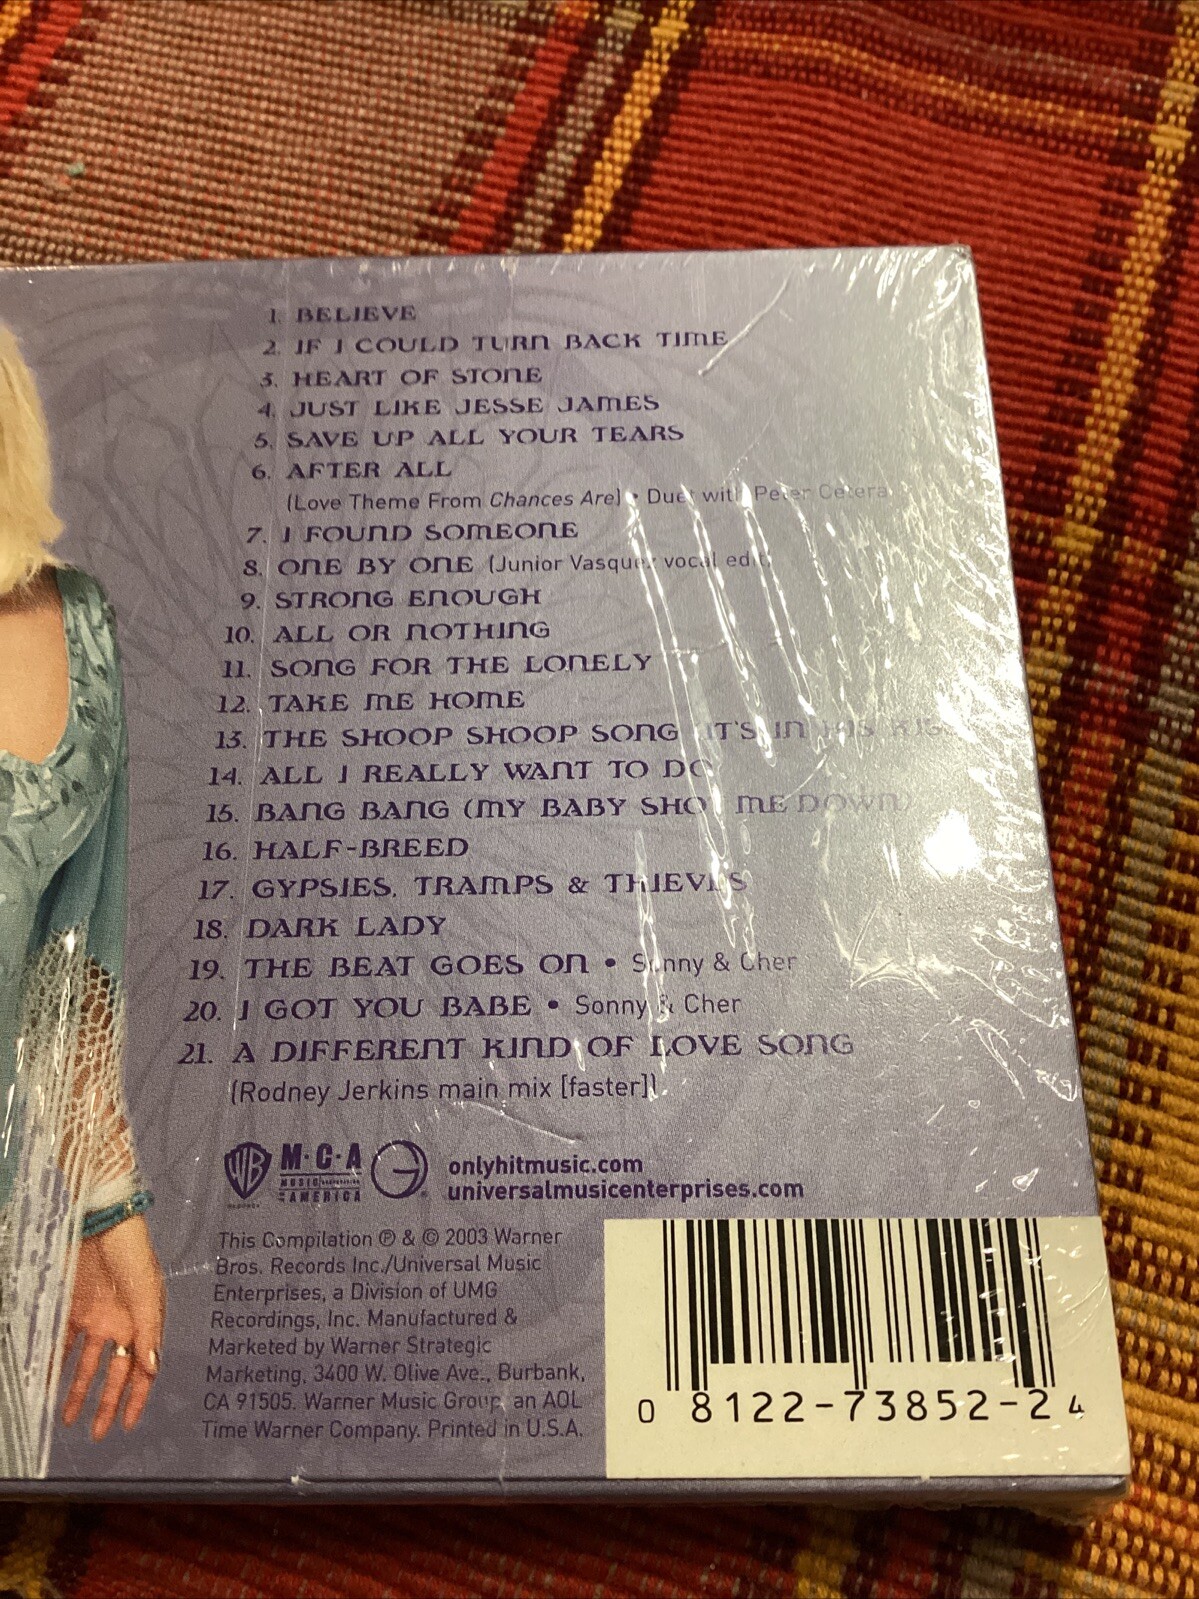 1. BELIEVE
2. IF I COULD TURN BACK TIME
3. HEART OF STONE
4. JUST LIKE JESSE JAMES
5. SAVE UP ALL YOUR TEARS
6. AFTER ALL
(Love Theme From Chances Are) • Duet with Peter Cetera
7. I FOUND SOMEONE
8. ONE BY ONE (Junior Vasquez vocal edit)
9. STRONG ENOUGH
10. ALL OR NOTHING
11. SONG FOR THE LONELY
12. TAKE ME HOME
13. THE SHOOP SHOOP SONG (IT'S IN HIS KISS)
14. ALL I REALLY WANT TO DO
15. BANG BANG (MY BABY SHOT ME DOWN)
16. HALF-BREED
17. GYPSIES, TRAMPS & THIEVES
18. DARK LADY
19. THE BEAT GOES ON • Sonny & Cher
20. I GOT YOU BABE • Sonny & Cher
21. A DIFFERENT KIND OF LOVE SONG
(Rodney Jerkins main mix [faster])
WB M·C·A
MUSIC
AMERICA
onlyhitmusic.com
universalmusicenterprises.com
This Compilation ℗ & © 2003 Warner
Bros. Records Inc./Universal Music
Enterprises, a Division of UMG
Recordings, Inc. Manufactured &
Marketed by Warner Strategic
Marketing, 3400 W. Olive Ave., Burbank,
CA 91505. Warner Music Group, an AOL
Time Warner Company. Printed in U.S.A.
0 8122-73852-2 4